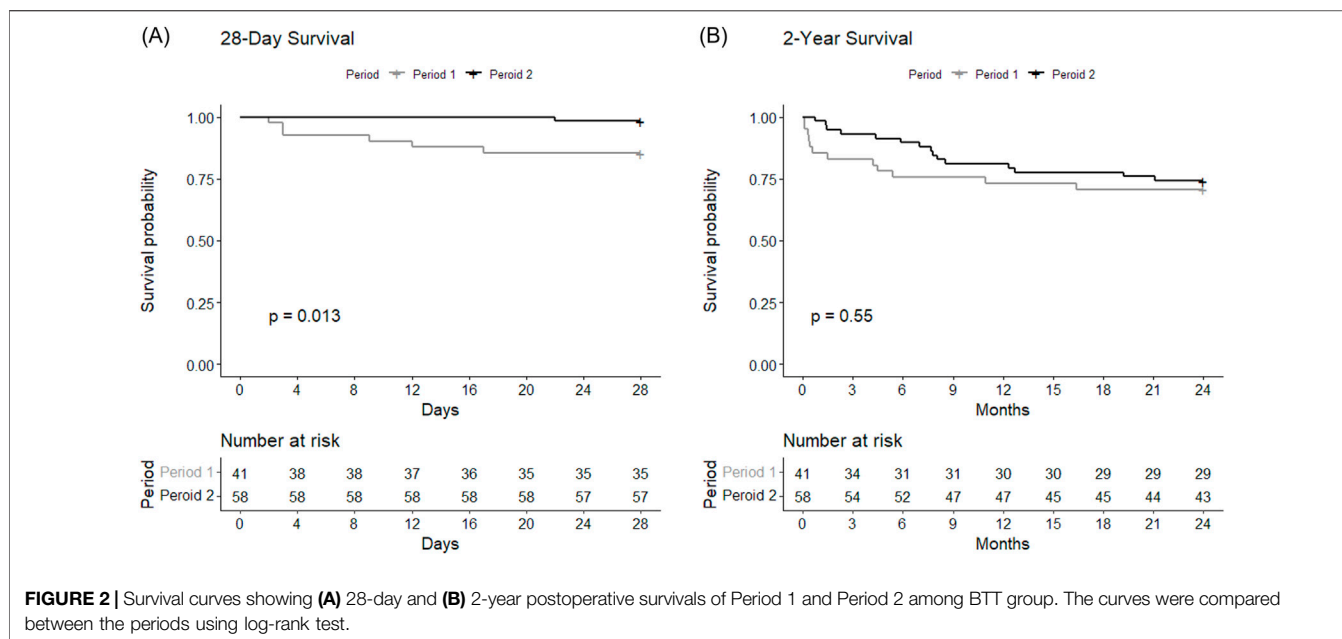 (A) 28-Day Survival
Period Period 1 Peroid 2
Survival probability
1.00
0.75
0.50
0.25
0.00
p = 0.013
0 4 8 12 16 20 24 28
Days
Number at risk
Period
Period 1 41 38 38 37 36 35 35 35
Peroid 2 58 58 58 58 58 58 57 57
0 4 8 12 16 20 24 28
Days
(B) 2-Year Survival
Period Period 1 Peroid 2
Survival probability
1.00
0.75
0.50
0.25
0.00
p = 0.55
0 3 6 9 12 15 18 21 24
Months
Number at risk
Period
Period 1 41 34 31 31 30 30 29 29 29
Peroid 2 58 54 52 47 47 45 45 44 43
0 3 6 9 12 15 18 21 24
Months
FIGURE 2 | Survival curves showing (A) 28-day and (B) 2-year postoperative survivals of Period 1 and Period 2 among BTT group. The curves were compared
between the periods using log-rank test.